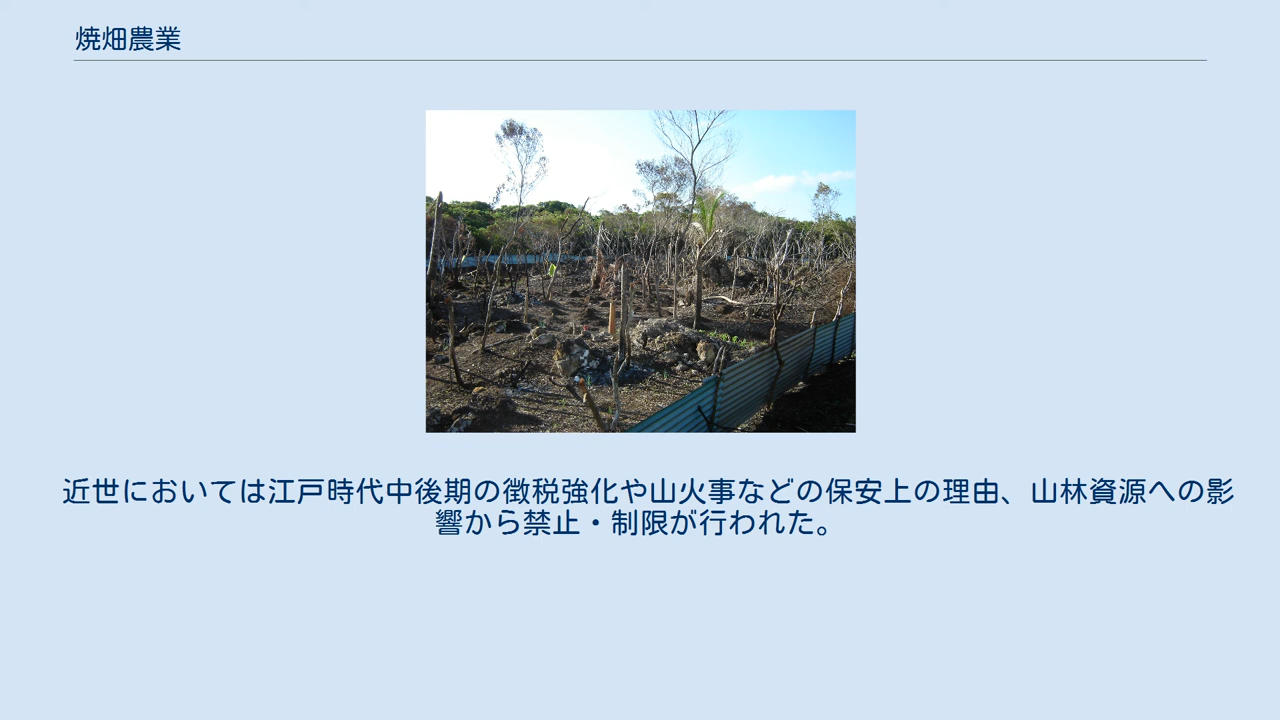 焼畑農業
近世においては江戸時代中後期の徴税強化や山火事などの保安上の理由、山林資源への影
響から禁止・制限が行われた。